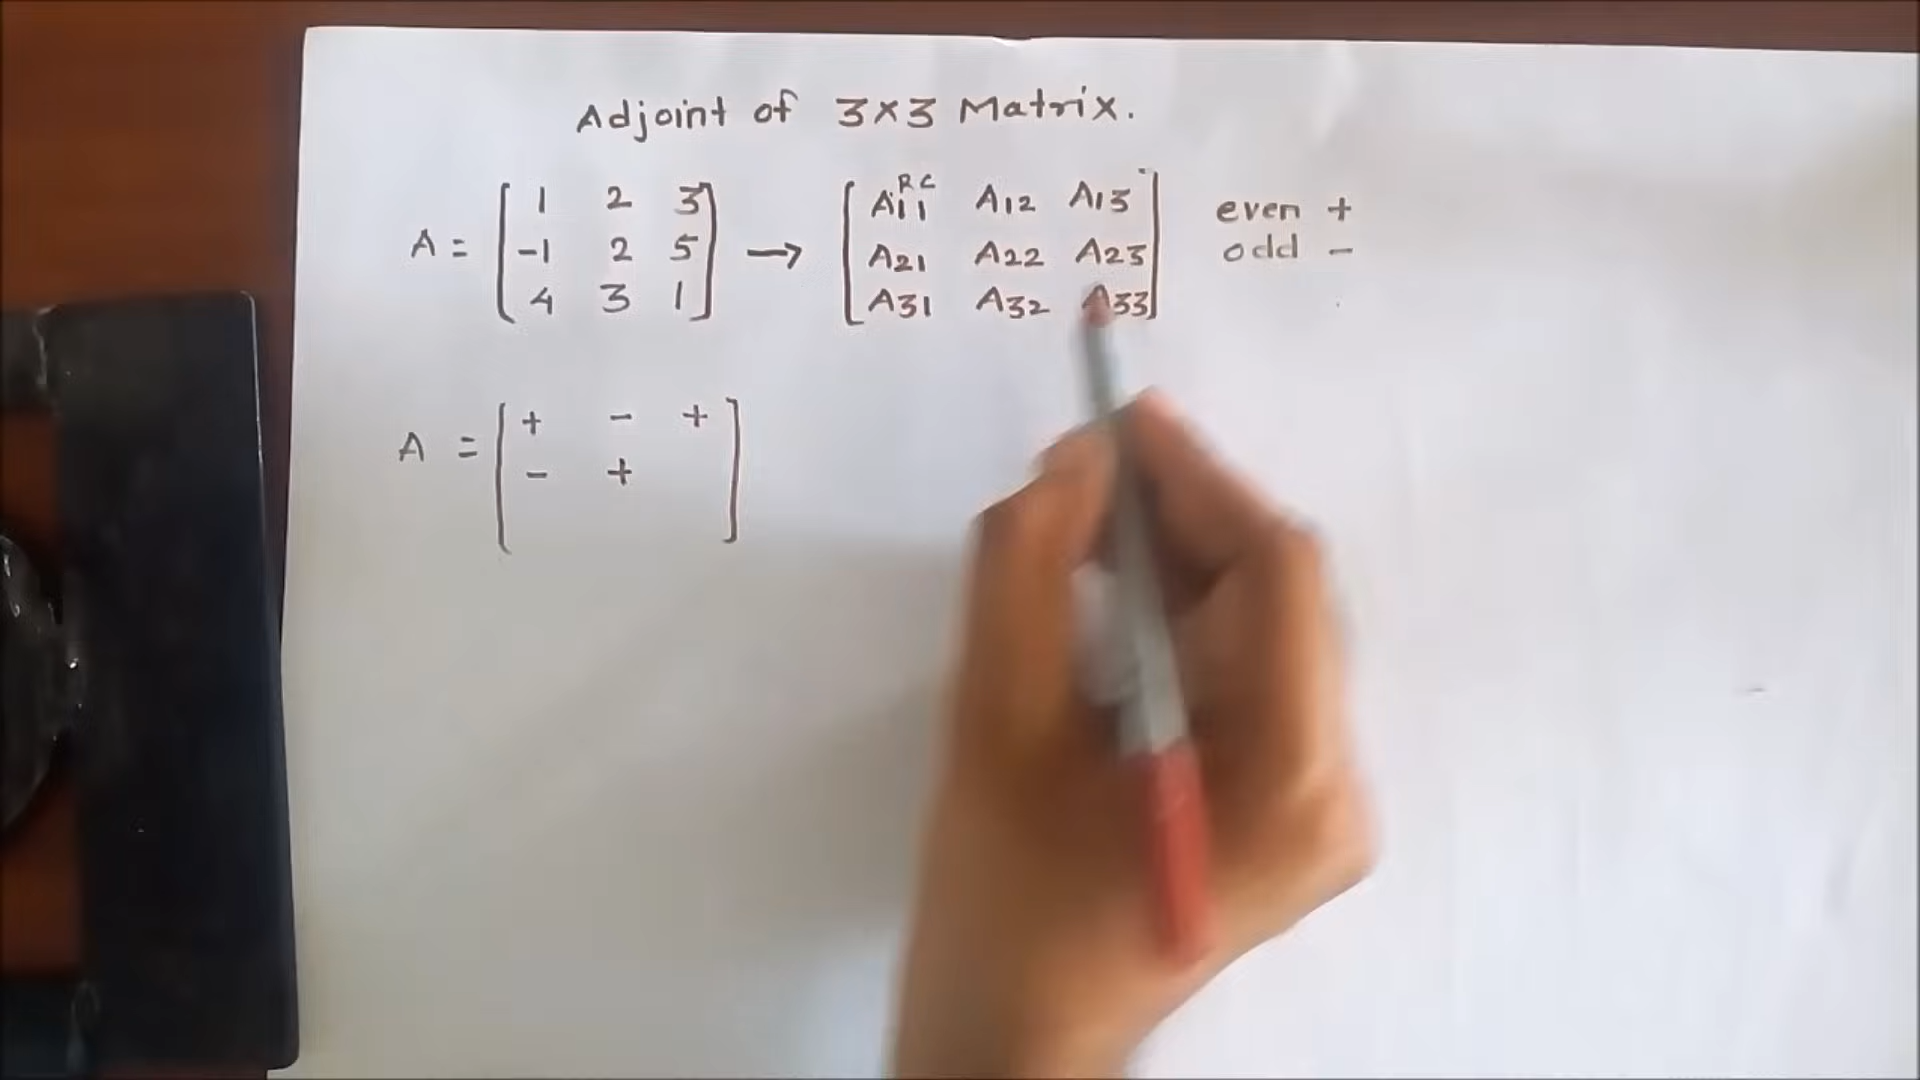 Adjoint of 3×3 Matrix.
A = [1 2 3
-1 2 5
4 3 1] → [A11 A12 A13
A21 A22 A23
A31 A32 A33]
R C
even +
odd -
A = [+ - +
- +]